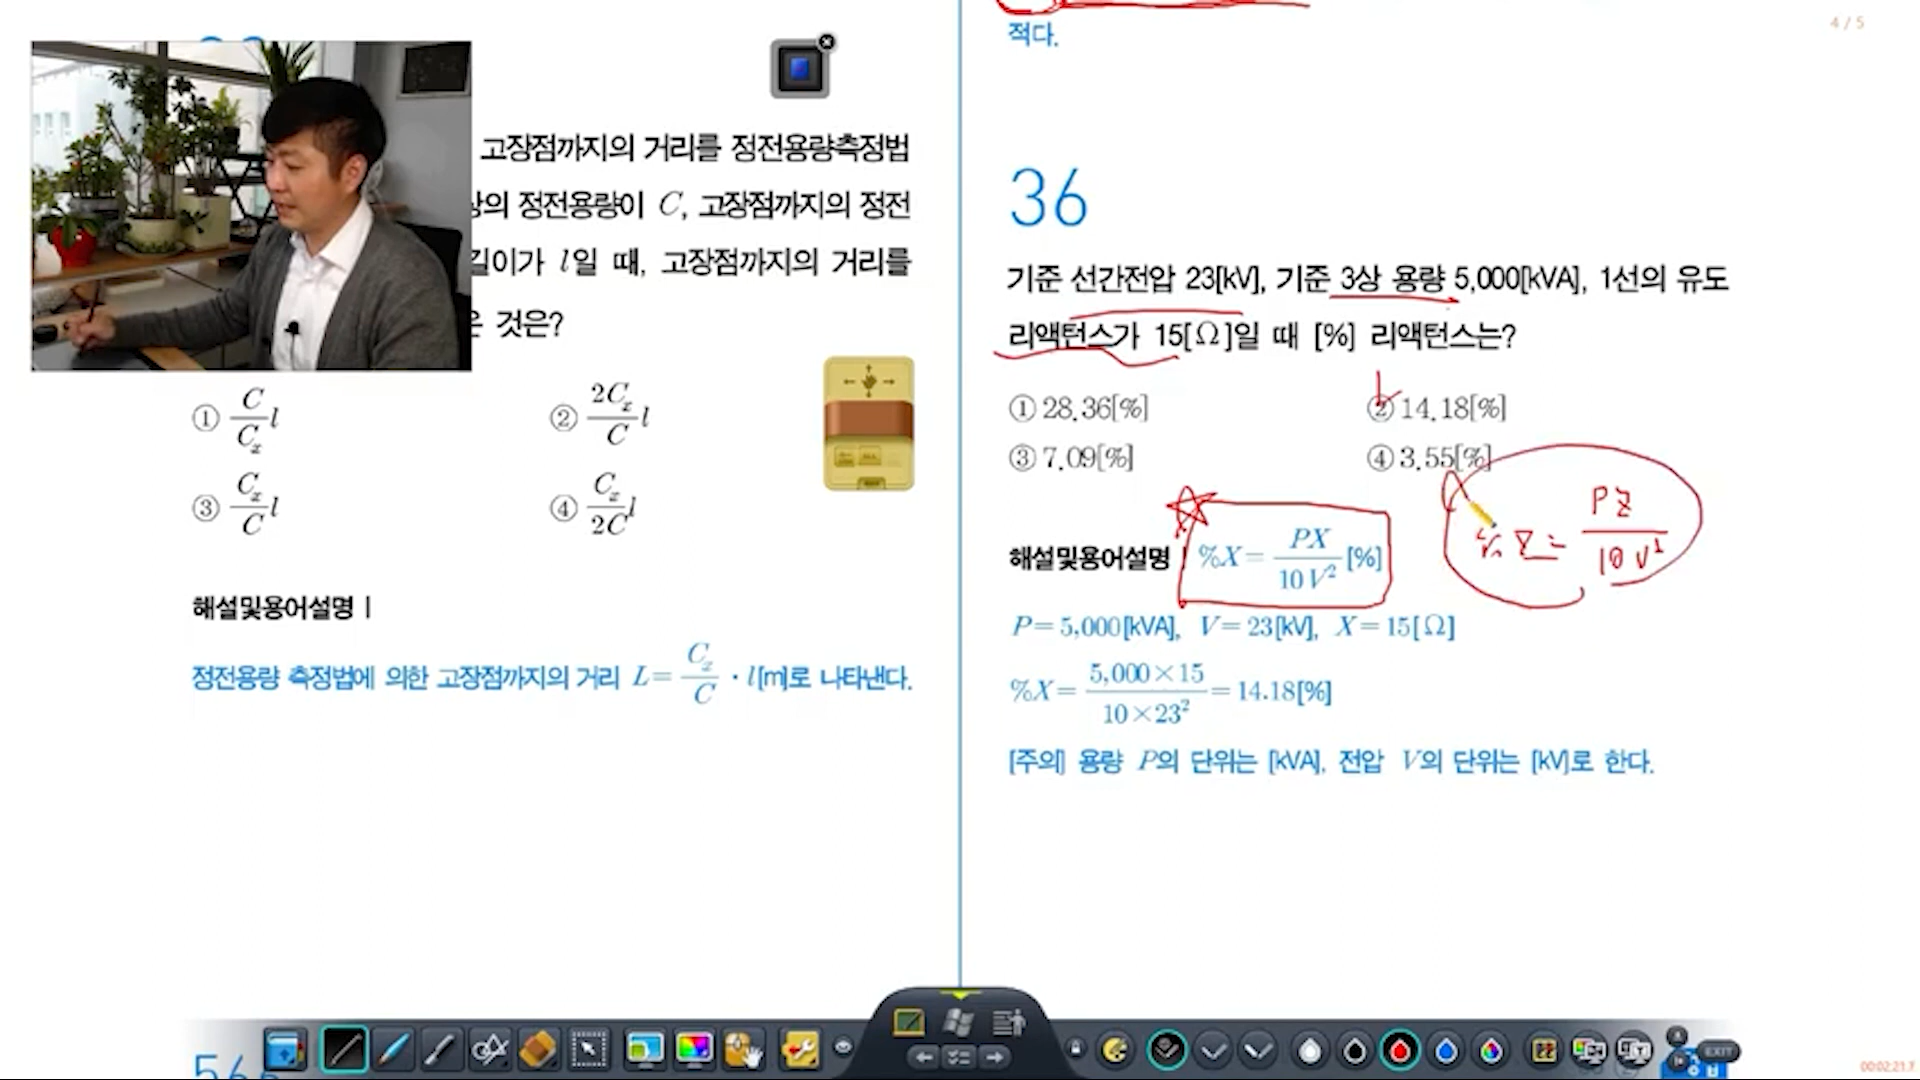 고장점까지의 거리를 정전용량측정법
상의 정전용량이 C, 고장점까지의 정전
길이가 l일 때, 고장점까지의 거리를
것은?
① C/Cx l
② 2Cx/C l
③ Cx/C l
④ Cx/2C l
해설및용어설명 |
정전용량 측정법에 의한 고장점까지의 거리 L= Cx/C · l[m]로 나타낸다.
적다.
4 / 5
36
기준 선간전압 23[kV], 기준 3상 용량 5,000[kVA], 1선의 유도
리액턴스가 15[Ω]일 때 [%] 리액턴스는?
① 28.36[%]
② 14.18[%]
③ 7.09[%]
④ 3.55[%]
해설및용어설명 | %X= PX/10V² [%]
% Z = PZ/10V²
P=5,000[kVA], V=23[kV], X=15[Ω]
%X= 5,000×15/10×23² =14.18[%]
[주의] 용량 P의 단위는 [kVA], 전압 V의 단위는 [kV]로 한다.
EXIT
00:02:21.7